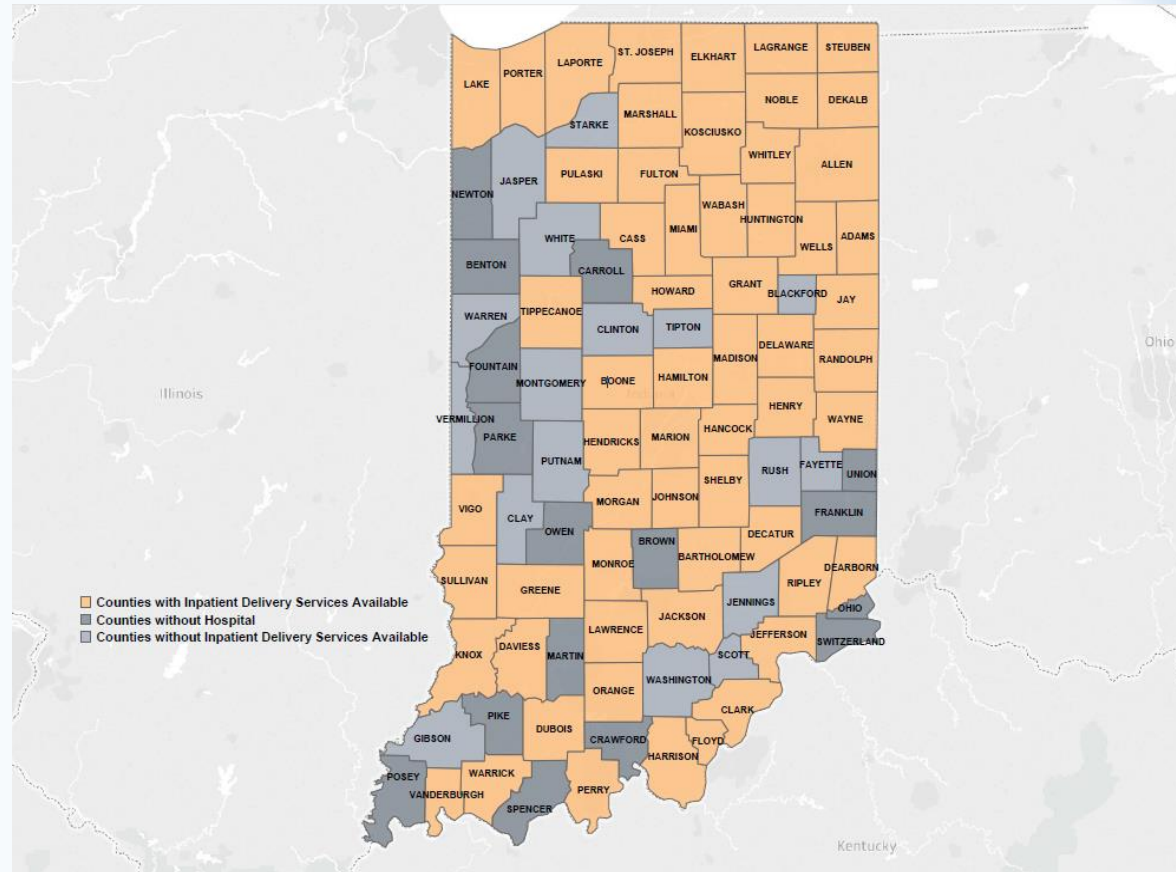 ST. JOSEPH
LAGRANGE
STEUBEN
LAPORTE
ELKHART
PORTER
LAKE
NOBLE
DEKALB
MARSHALL
STARKE
KOSCIUSKO
WHITLEY
ALLEN
PULASKI
FULTON
JASPER
NEWTON
WABASH
HUNTINGTON
MIAMI
ADAMS
WHITE
CASS
WELLS
BENTON
CARROLL
GRANT
HOWARD
BLACKFORD
JAY
TIPPECANOE
WARREN
CLINTON
TIPTON
Ohio
DELAWARE
MADISON
RANDOLPH
FOUNTAIN
HAMILTON
BOONE
MONTGOMERY
Illinois
HENRY
VERMILLION
WAYNE
HANCOCK
PARKE
MARION
HENDRICKS
PUTNAM
FAYETTE
RUSH
UNION
SHELBY
JOHNSON
MORGAN
VIGO
CLAY
FRANKLIN
OWEN
DECATUR
BROWN
BARTHOLOMEW
MONROE
DEARBORN
SULLIVAN
RIPLEY
GREENE
JENNINGS
Counties with Inpatient Delivery Services Available
OHIO
JACKSON
Counties without Hospital
LAWRENCE
JEFFERSON
Counties without Inpatient Delivery Services Available
SWITZERLAND
DAVIESS
KNOX
MARTIN
SCOTT
WASHINGTON
ORANGE
CLARK
PIKE
DUBOIS
GIBSON
CRAWFORD
FLOYD
HARRISON
WARRICK
POSEY
PERRY
VANDERBURGH
SPENCER
Kentucky